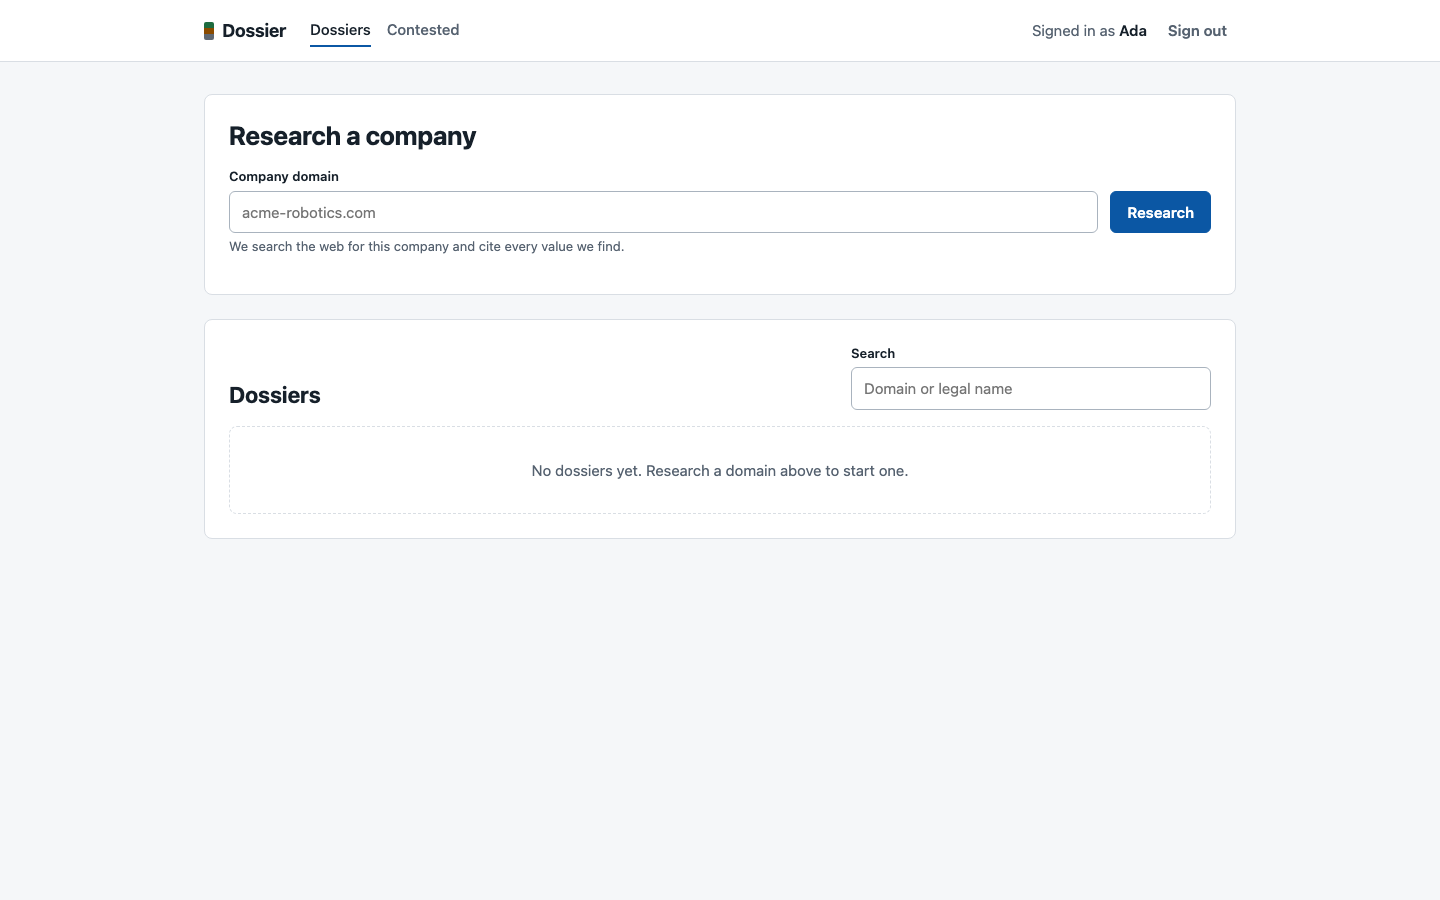 Dossier
Dossiers
Contested
Signed in as Ada
Sign out
Research a company
Company domain
acme-robotics.com
Research
We search the web for this company and cite every value we find.
Search
Dossiers
Domain or legal name
No dossiers yet. Research a domain above to start one.